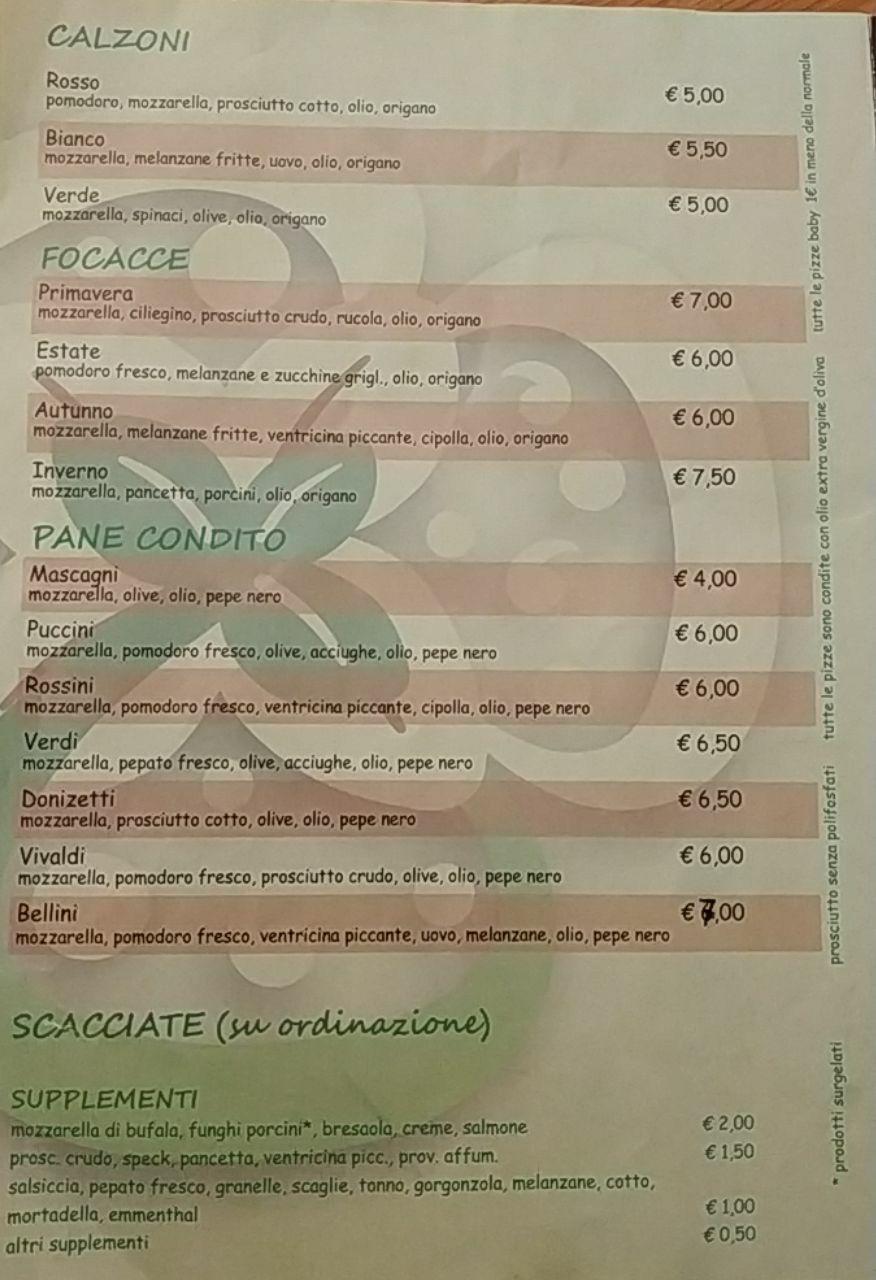 CALZONI
Rosso € 5,00
pomodoro, mozzarella, prosciutto cotto, olio, origano
Bianco € 5,50
mozzarella, melanzane fritte, uovo, olio, origano
Verde € 5,00
mozzarella, spinaci, olive, olio, origano
FOCACCE
Primavera € 7,00
mozzarella, ciliegino, prosciutto crudo, rucola, olio, origano
Estate € 6,00
pomodoro fresco, melanzane e zucchine grigl., olio, origano
Autunno € 6,00
mozzarella, melanzane fritte, ventricina piccante, cipolla, olio, origano
Inverno € 7,50
mozzarella, pancetta, porcini, olio, origano
PANE CONDITO
Mascagni € 4,00
mozzarella, olive, olio, pepe nero
Puccini € 6,00
mozzarella, pomodoro fresco, olive, acciughe, olio, pepe nero
Rossini € 6,00
mozzarella, pomodoro fresco, ventricina piccante, cipolla, olio, pepe nero
Verdi € 6,50
mozzarella, pepato fresco, olive, acciughe, olio, pepe nero
Donizetti € 6,50
mozzarella, prosciutto cotto, olive, olio, pepe nero
Vivaldi € 6,00
mozzarella, pomodoro fresco, prosciutto crudo, olive, olio, pepe nero
Bellini € 7,00
mozzarella, pomodoro fresco, ventricina piccante, uovo, melanzane, olio, pepe nero
SCACCIATE (su ordinazione)
SUPPLEMENTI
mozzarella di bufala, funghi porcini*, bresaola, creme, salmone € 2,00
prosc. crudo, speck, pancetta, ventricina picc., prov. affum. € 1,50
salsiccia, pepato fresco, granelle, scaglie, tonno, gorgonzola, melanzane, cotto,
mortadella, emmenthal € 1,00
altri supplementi € 0,50
* prodotti surgelati prosciutto senza polifosfati tutte le pizze sono condite con olio extra vergine d'oliva tutte le pizze baby 1€ in meno della normale